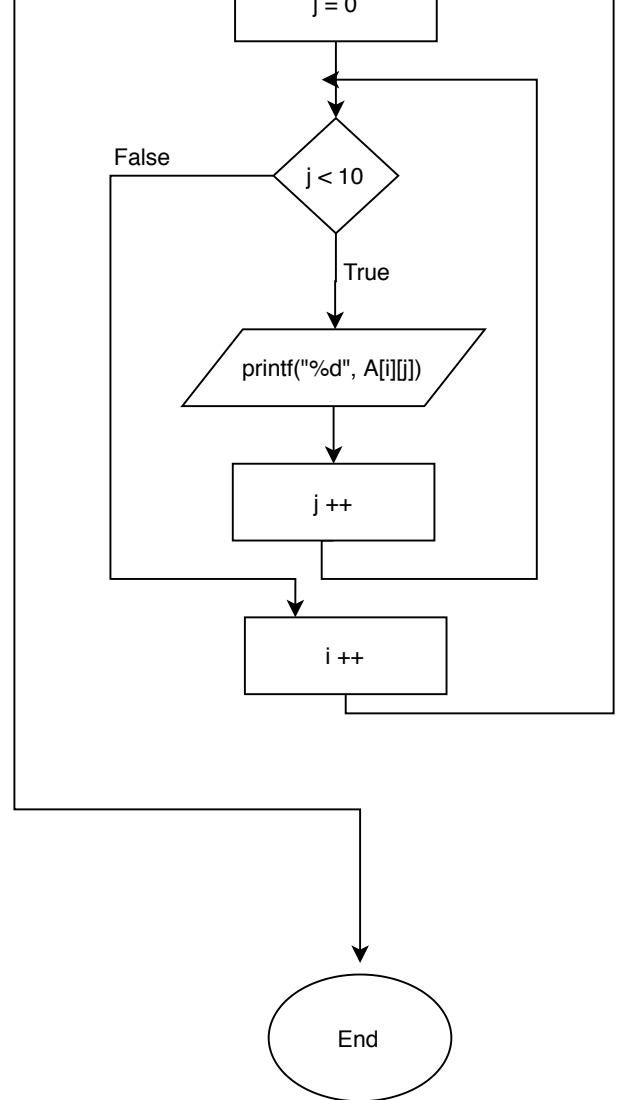 j = 0
j < 10
False
True
printf("%d", A[i][j])
j ++
i ++
End